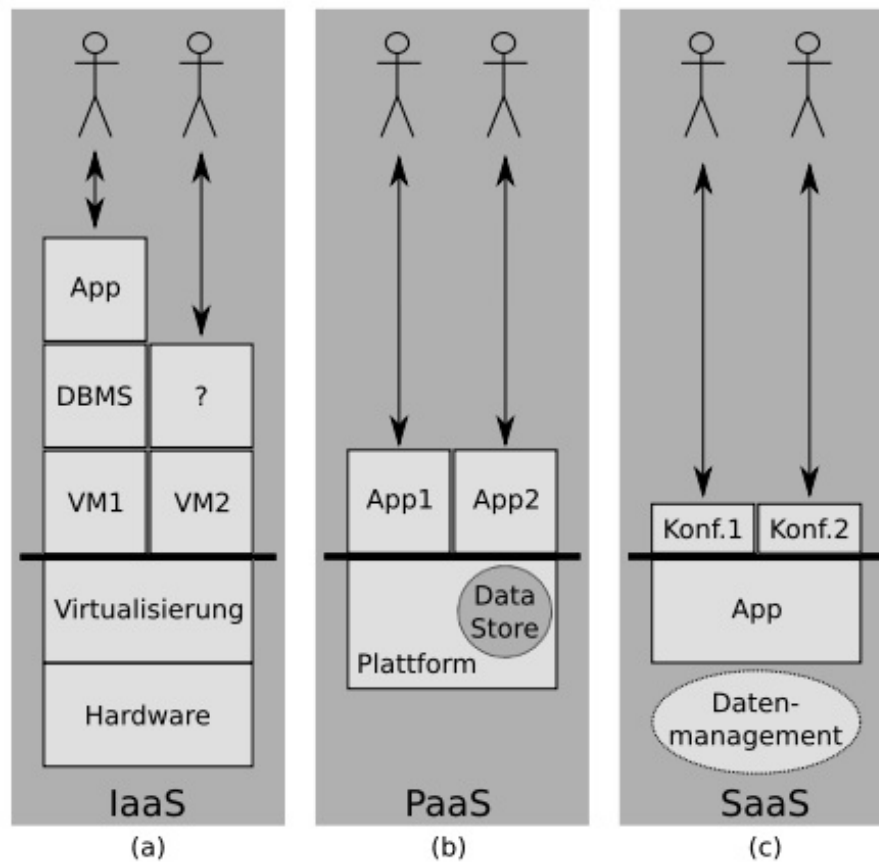 App
DBMS
?
VM1
VM2
Virtualisierung
Hardware
IaaS
(a)
App1
App2
Data
Store
Plattform
PaaS
(b)
Konf.1
Konf.2
App
Daten-
management
SaaS
(c)